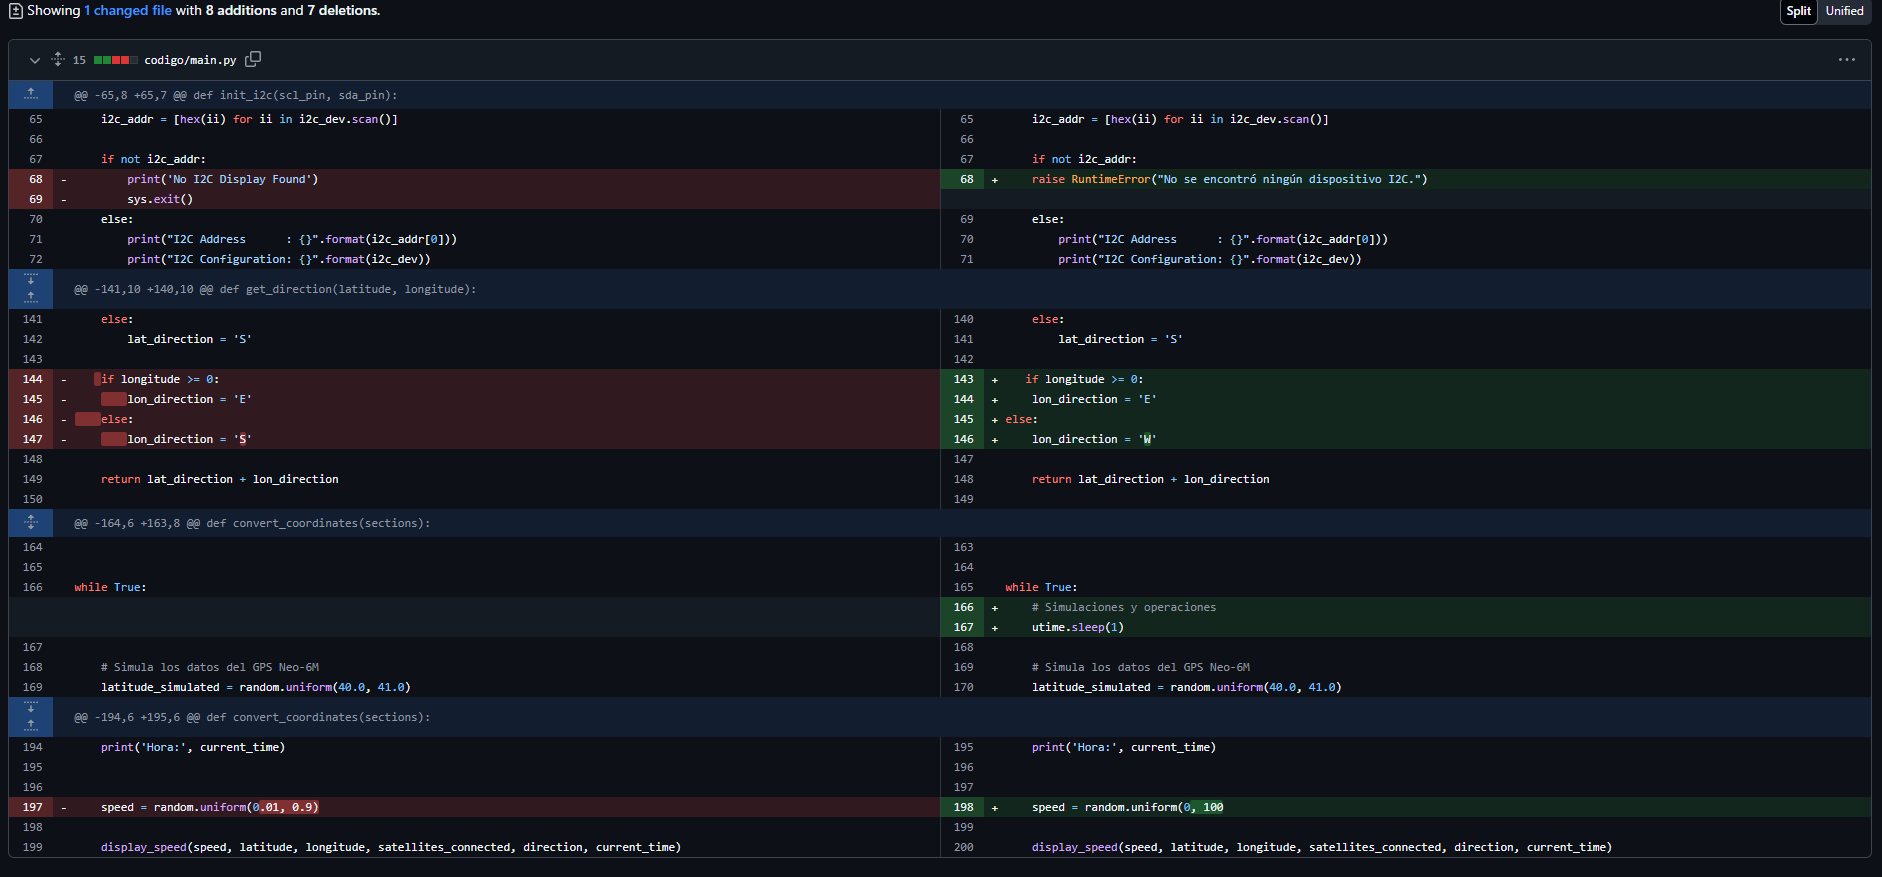 Showing 1 changed file with 8 additions and 7 deletions.
Split Unified
15 codigo/main.py
@@ -65,8 +65,7 @@ def init_i2c(scl_pin, sda_pin):
65 i2c_addr = [hex(ii) for ii in i2c_dev.scan()] 65 i2c_addr = [hex(ii) for ii in i2c_dev.scan()]
66 66
67 if not i2c_addr: 67 if not i2c_addr:
68 - print('No I2C Display Found') 68 + raise RuntimeError("No se encontró ningún dispositivo I2C.")
69 - sys.exit()
70 else: 69 else:
71 print("I2C Address      : {}".format(i2c_addr[0])) 70 print("I2C Address      : {}".format(i2c_addr[0]))
72 print("I2C Configuration: {}".format(i2c_dev)) 71 print("I2C Configuration: {}".format(i2c_dev))
@@ -141,10 +140,10 @@ def get_direction(latitude, longitude):
141 else: 140 else:
142 lat_direction = 'S' 141 lat_direction = 'S'
143 142
144 - if longitude >= 0: 143 + if longitude >= 0:
145 - lon_direction = 'E' 144 + lon_direction = 'E'
146 - else: 145 + else:
147 - lon_direction = 'S' 146 + lon_direction = 'W'
148 147
149 return lat_direction + lon_direction 148 return lat_direction + lon_direction
150 149
@@ -164,6 +163,8 @@ def convert_coordinates(sections):
164 163
165 164
166 while True: 165 while True:
166 + # Simulaciones y operaciones
167 + utime.sleep(1)
167 168
168 # Simula los datos del GPS Neo-6M 169 # Simula los datos del GPS Neo-6M
169 latitude_simulated = random.uniform(40.0, 41.0) 170 latitude_simulated = random.uniform(40.0, 41.0)
@@ -194,6 +195,6 @@ def convert_coordinates(sections):
194 print('Hora:', current_time) 195 print('Hora:', current_time)
195 196
196 197
197 - speed = random.uniform(0.01, 0.9) 198 + speed = random.uniform(0, 100
198 199
199 display_speed(speed, latitude, longitude, satellites_connected, direction, current_time) 200 display_speed(speed, latitude, longitude, satellites_connected, direction, current_time)